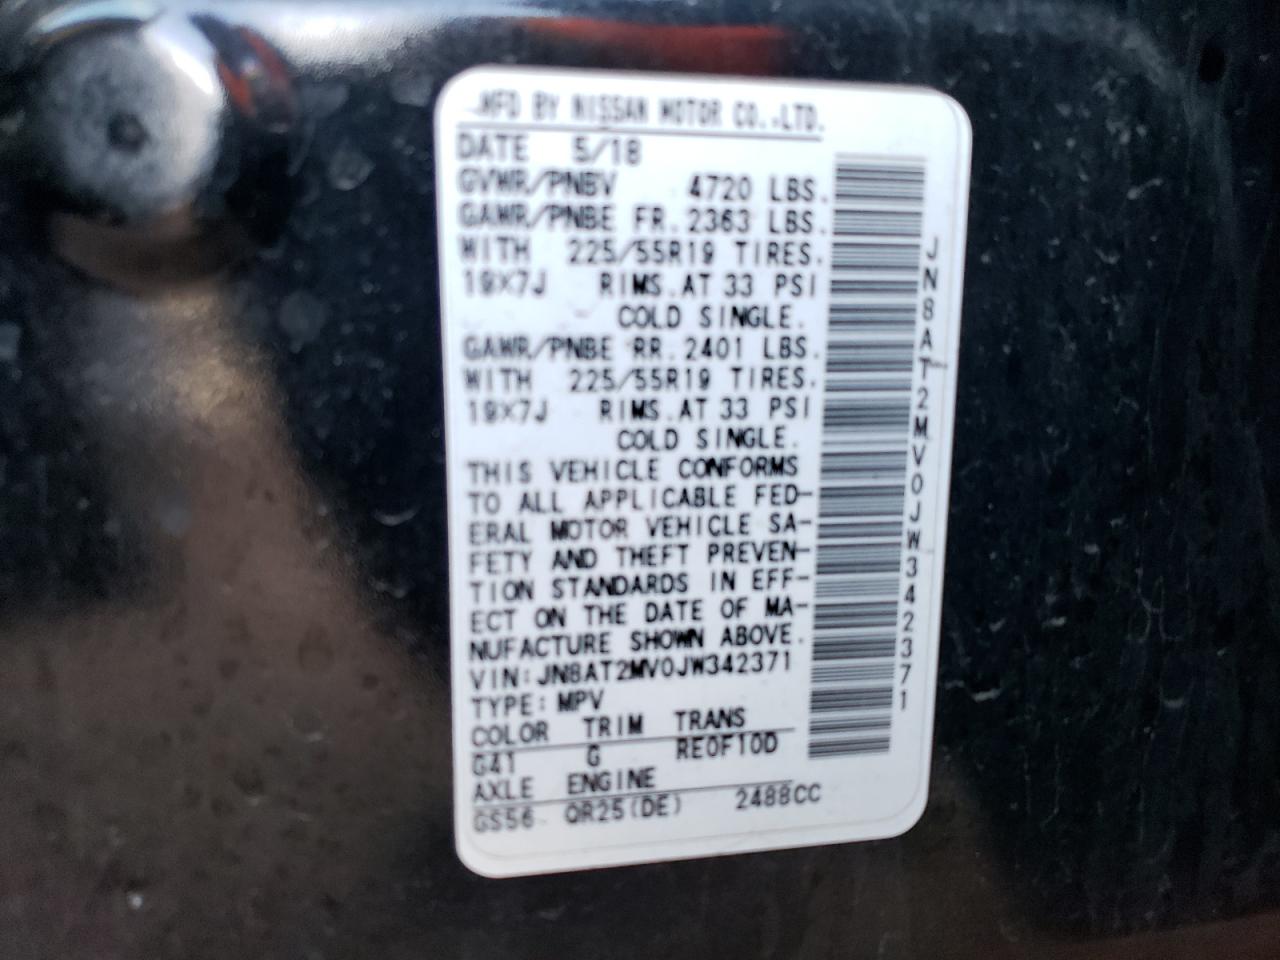 MFD BY NISSAN MOTOR CO.,LTD.
DATE 5/18
GVWR/PNBV 4720 LBS.
GAWR/PNBE FR. 2363 LBS.
WITH 225/55R19 TIRES.
19X7J RIMS.AT 33 PSI
COLD SINGLE.
GAWR/PNBE RR. 2401 LBS.
WITH 225/55R19 TIRES.
19X7J RIMS.AT 33 PSI
COLD SINGLE.
THIS VEHICLE CONFORMS
TO ALL APPLICABLE FED-
ERAL MOTOR VEHICLE SA-
FETY AND THEFT PREVEN-
TION STANDARDS IN EFF-
ECT ON THE DATE OF MA-
NUFACTURE SHOWN ABOVE.
VIN:JN8AT2MV0JW342371
TYPE:MPV
COLOR TRIM TRANS
G41 G RE0F10D
AXLE ENGINE
GS56 QR25(DE) 2488CC
JN8AT2MV0JW342371